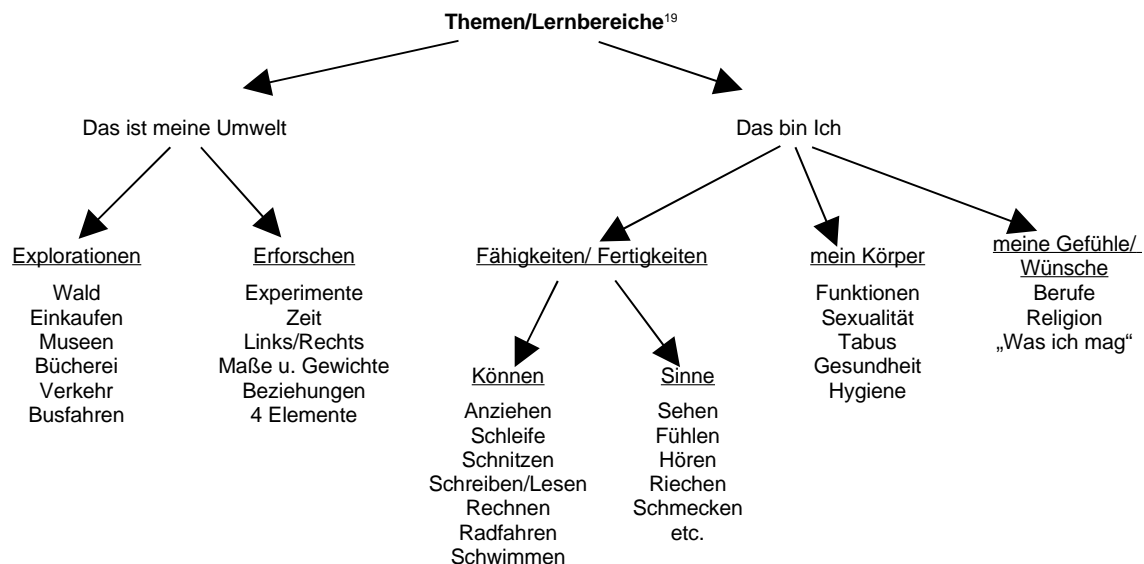 Themen/Lernbereiche¹⁹
Das ist meine Umwelt
Das bin Ich
Explorationen
Wald
Einkaufen
Museen
Bücherei
Verkehr
Busfahren
Erforschen
Experimente
Zeit
Links/Rechts
Maße u. Gewichte
Beziehungen
4 Elemente
Fähigkeiten/ Fertigkeiten
Können
Anziehen
Schleife
Schnitzen
Schreiben/Lesen
Rechnen
Radfahren
Schwimmen
Sinne
Sehen
Fühlen
Hören
Riechen
Schmecken
etc.
mein Körper
Funktionen
Sexualität
Tabus
Gesundheit
Hygiene
meine Gefühle/
Wünsche
Berufe
Religion
„Was ich mag“